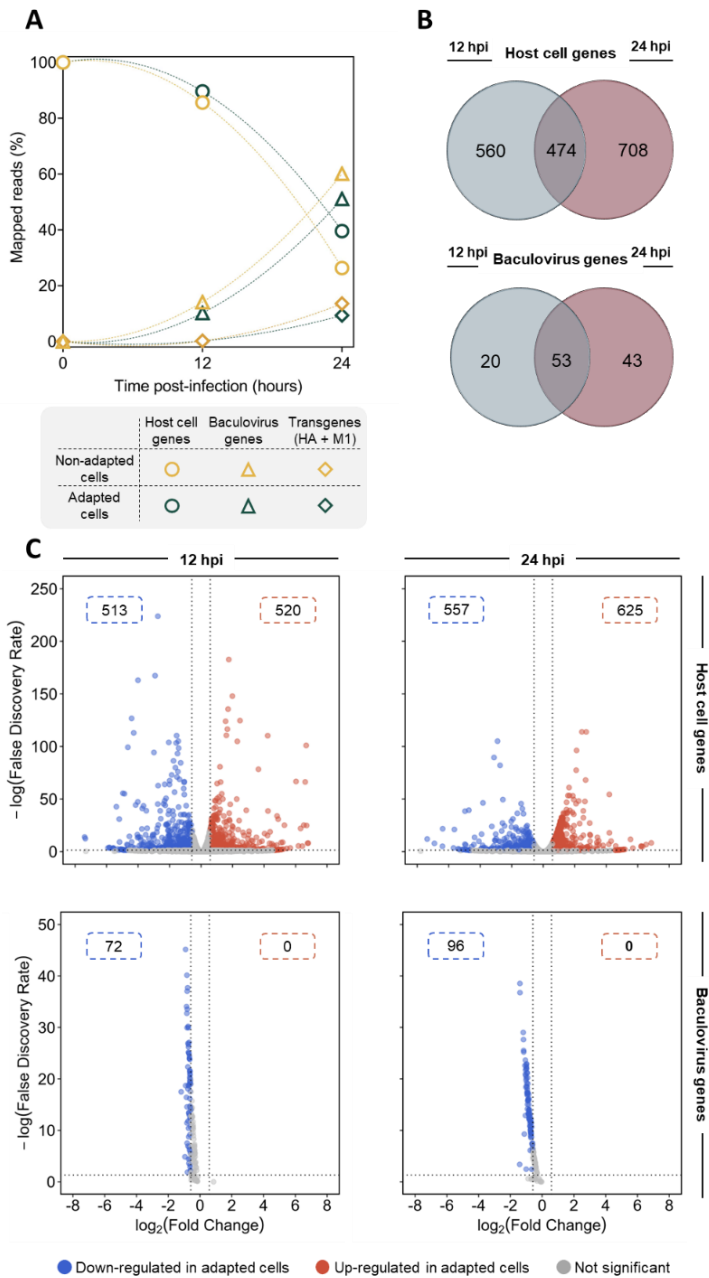 A
Mapped reads (%)
100
80
60
40
20
0
0 12 24
Time post-infection (hours)
Host cell genes
Baculovirus genes
Transgenes (HA + M1)
Non-adapted cells
Adapted cells
B
12 hpi Host cell genes 24 hpi
560 474 708
12 hpi Baculovirus genes 24 hpi
20 53 43
C
12 hpi
24 hpi
250
200
150
100
50
0
−log(False Discovery Rate)
513 520
557 625
Host cell genes
50
40
30
20
10
0
−log(False Discovery Rate)
72 0
96 0
Baculovirus genes
-8 -6 -4 -2 0 2 4 6 8
log2(Fold Change)
-8 -6 -4 -2 0 2 4 6 8
log2(Fold Change)
Down-regulated in adapted cells Up-regulated in adapted cells Not significant